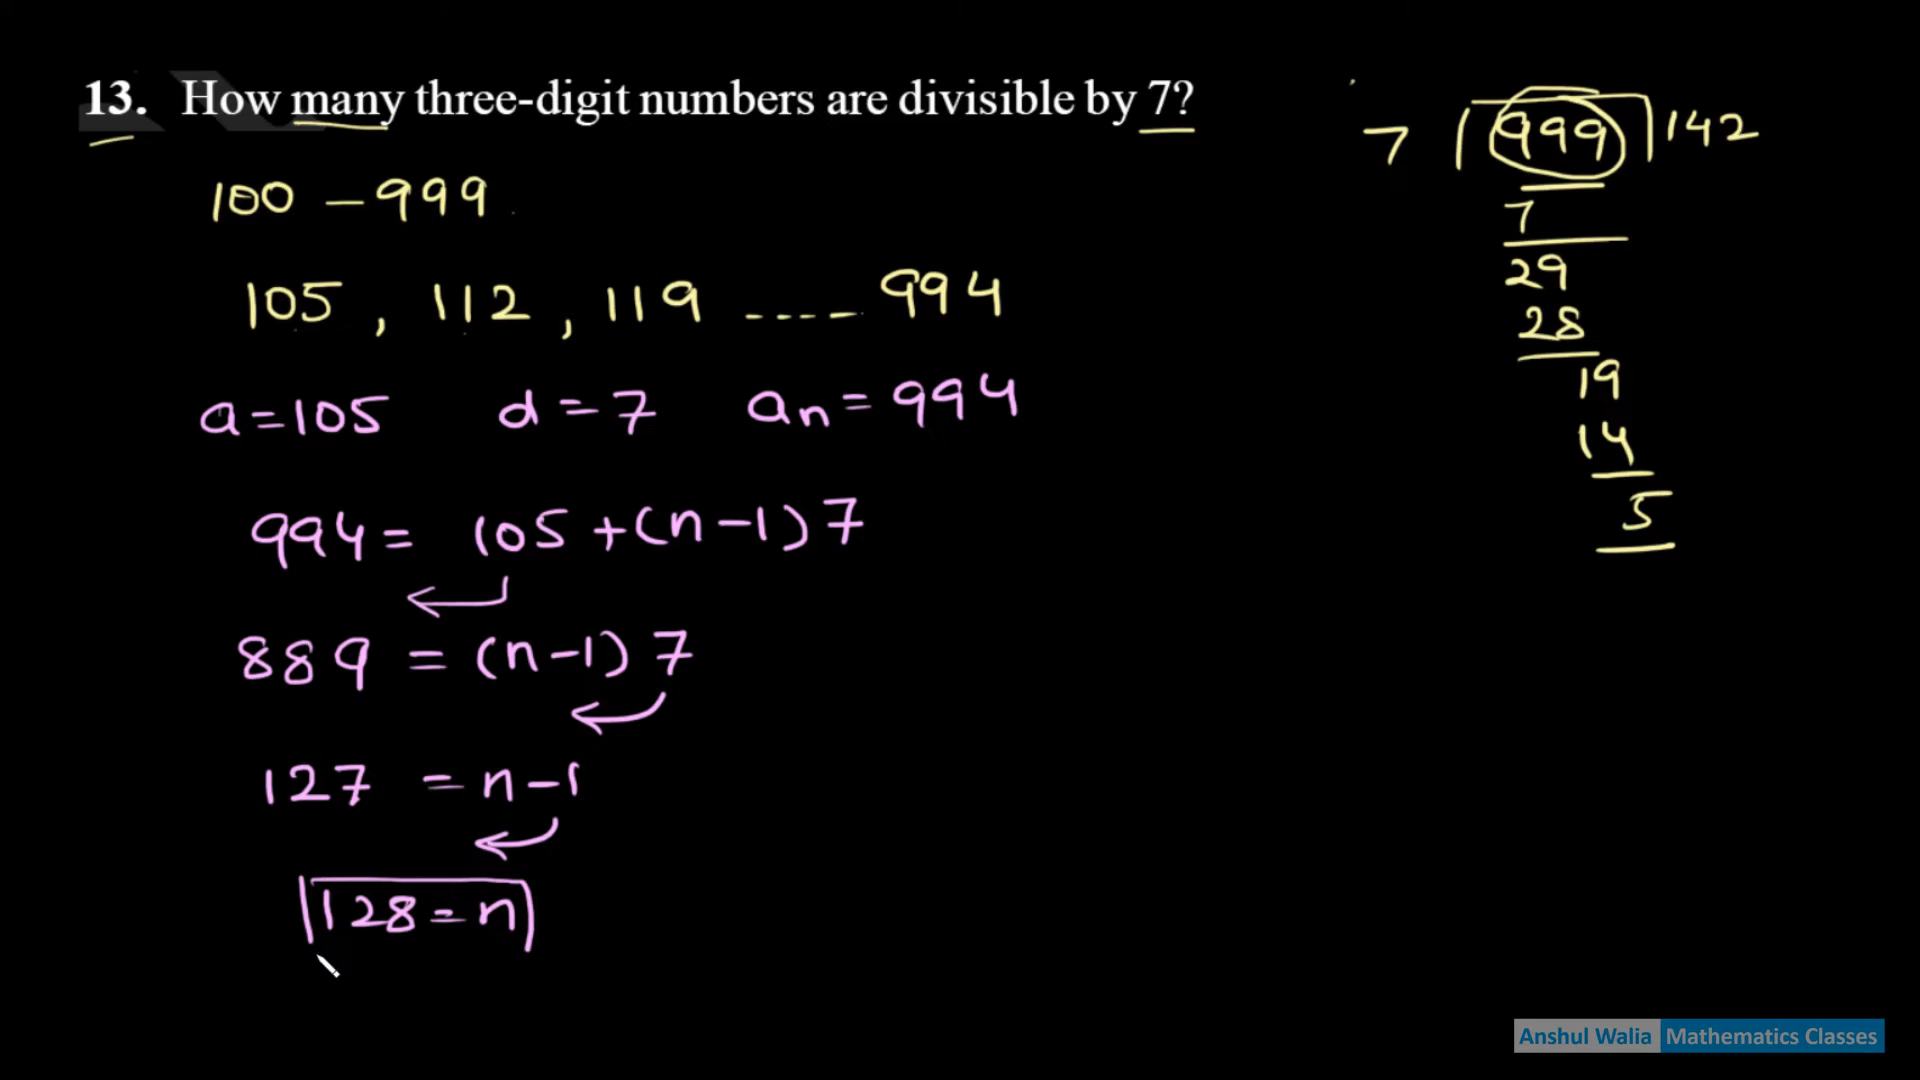 13. How many three-digit numbers are divisible by 7?
100 – 999
105 , 112 , 119 ---- 994
a = 105 d = 7 an = 994
994 = 105 + (n – 1) 7
889 = (n – 1) 7
127 = n – 1
128 = n
7 999 142
7
29
28
19
14
5
Anshul Walia Mathematics Classes